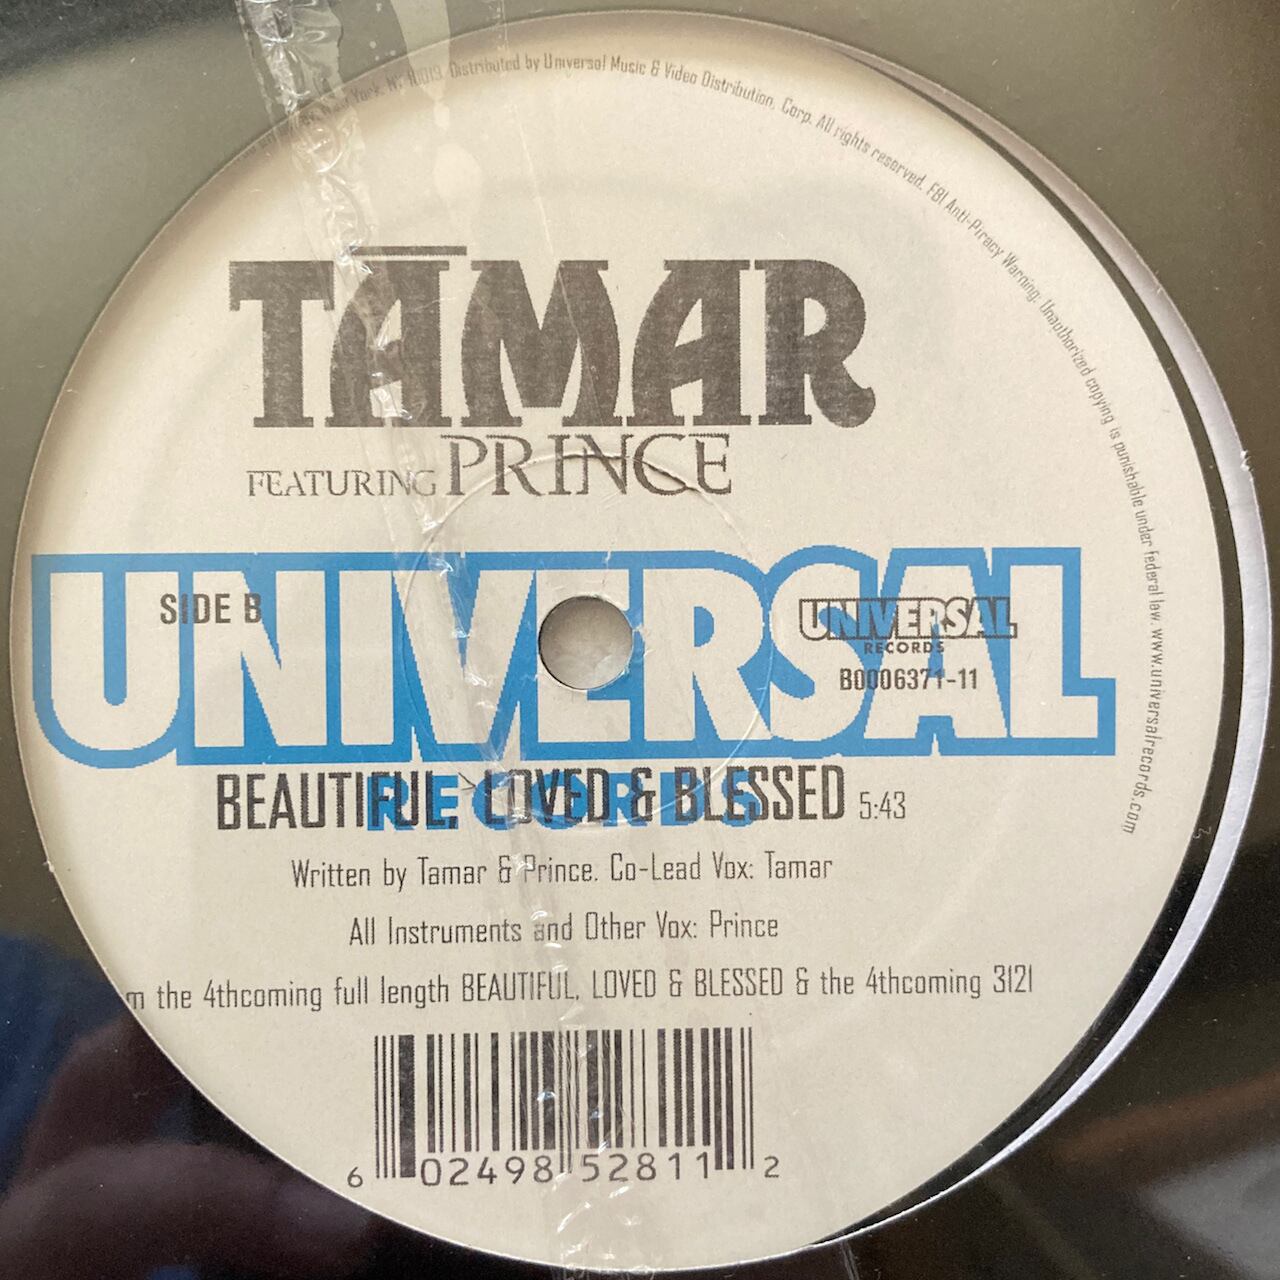 New York, NY 10019. Distributed by Universal Music & Video Distribution, Corp. All rights reserved. FBI Anti-Piracy Warning: Unauthorized copying is punishable under federal law. www.universalrecords.com
TĀMAR
FEATURING PRINCE
UNIVERSAL
SIDE B
UNIVERSAL
RECORDS
B0006371-11
RECORDS
BEAUTIFUL, LOVED & BLESSED 5:43
Written by Tamar & Prince. Co-Lead Vox: Tamar
All Instruments and Other Vox: Prince
m the 4thcoming full length BEAUTIFUL, LOVED & BLESSED & the 4thcoming 3121
6 02498 52811 2